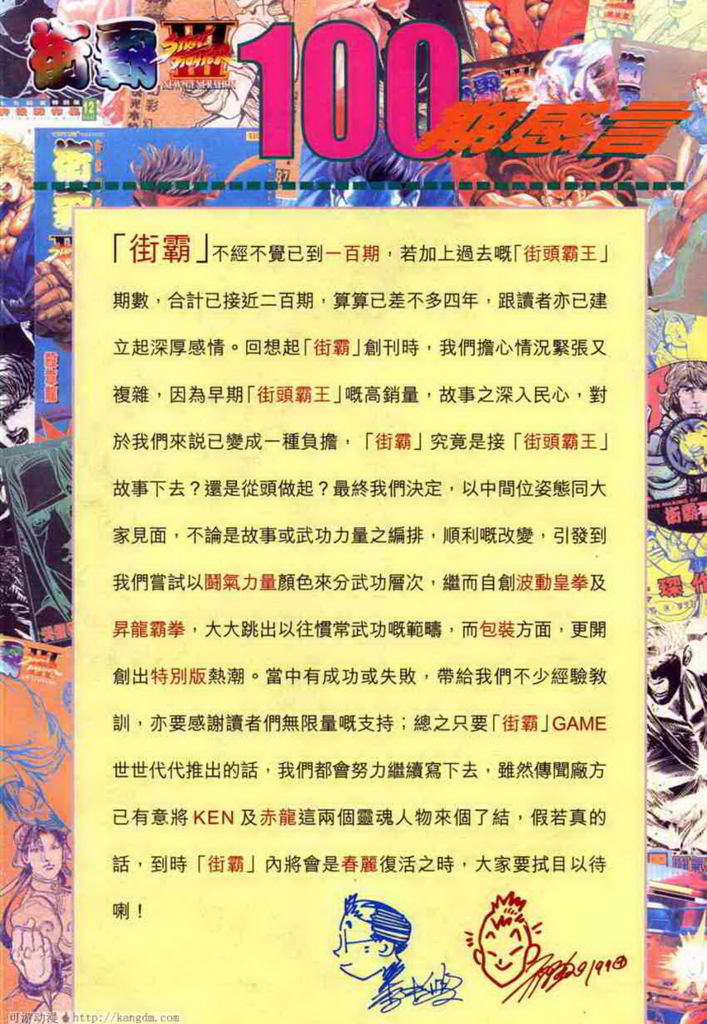 街霸III
Street Fighter III
NEW GENERATION
100期感言
「街霸」不經不覺已到一百期，若加上過去嘅「街頭霸王」
期數，合計已接近二百期，算算已差不多四年，跟讀者亦已建
立起深厚感情。回想起「街霸」創刊時，我們擔心情況緊張又
複雜，因為早期「街頭霸王」嘅高銷量，故事之深入民心，對
於我們來説已變成一種負擔，「街霸」究竟是接「街頭霸王」
故事下去？還是從頭做起？最終我們決定，以中間位姿態同大
家見面，不論是故事或武功力量之編排，順利嘅改變，引發到
我們嘗試以鬪氣力量顏色來分武功層次，繼而自創波動皇拳及
昇龍霸拳，大大跳出以往慣常武功嘅範疇，而包裝方面，更開
創出特別版熱潮。當中有成功或失敗，帶給我們不少經驗教
訓，亦要感謝讀者們無限量嘅支持；總之只要「街霸」GAME
世世代代推出的話，我們都會努力繼續寫下去，雖然傳聞廠方
已有意將KEN及赤龍這兩個靈魂人物來個了結，假若真的
話，到時「街霸」內將會是春麗復活之時，大家要拭目以待
喇！
可游动漫 http://kangdm.com